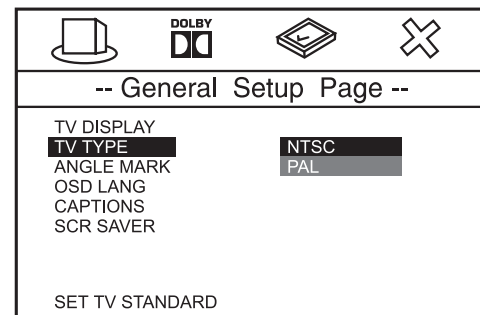 DOLBY
-- General Setup Page --
TV DISPLAY
TV TYPE NTSC
ANGLE MARK PAL
OSD LANG
CAPTIONS
SCR SAVER
SET TV STANDARD